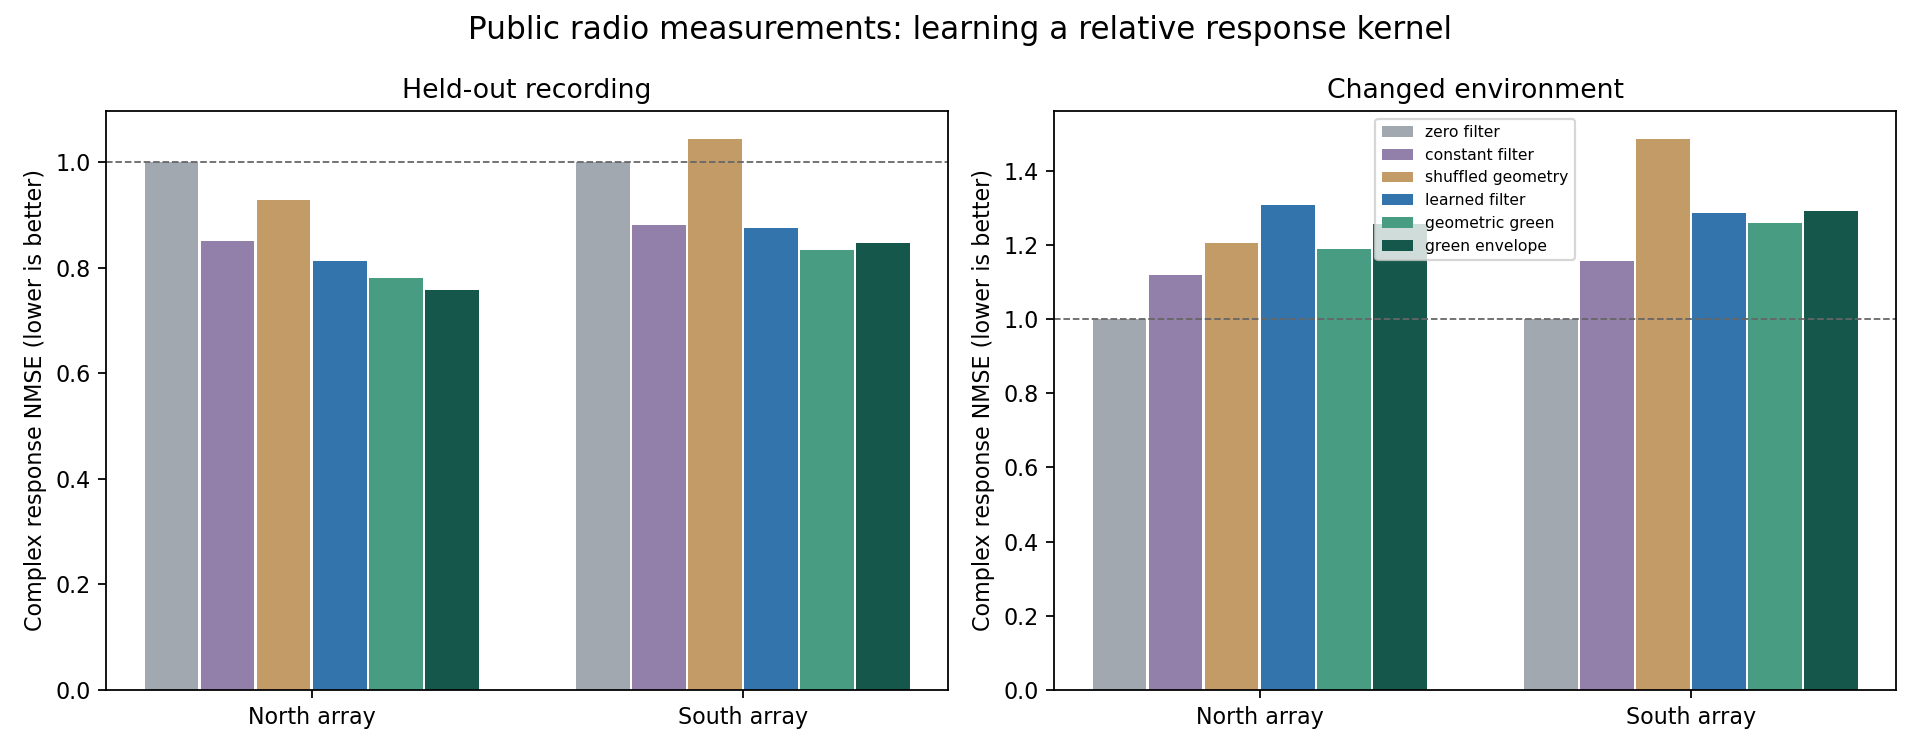 Public radio measurements: learning a relative response kernel
Held-out recording
Complex response NMSE (lower is better)
1.0
0.8
0.6
0.4
0.2
0.0
North array
South array
Changed environment
Complex response NMSE (lower is better)
1.4
1.2
1.0
0.8
0.6
0.4
0.2
0.0
zero filter
constant filter
shuffled geometry
learned filter
geometric green
green envelope
North array
South array